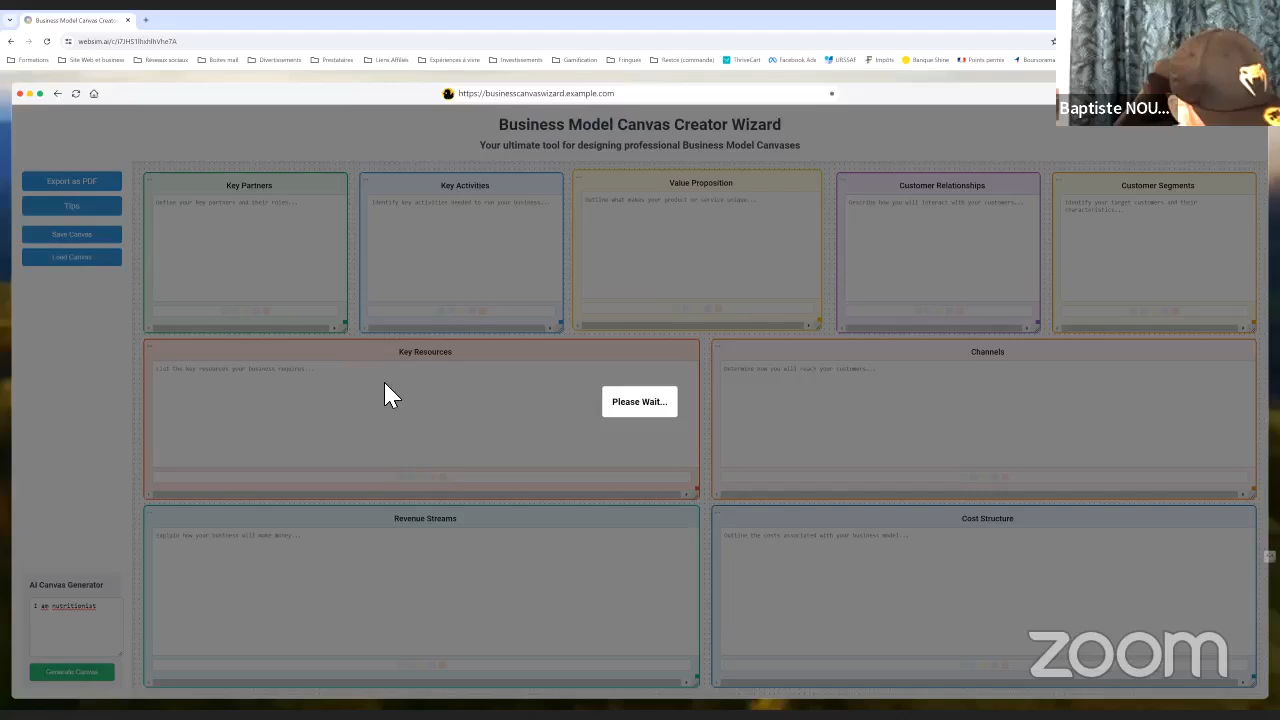 Business Model Canvas Creato
websim.ai/c/i7JHS1lhxhlhVhe7A
Formations
Site Web et business
Réseaux sociaux
Boites mail
Divertissements
Prestataires
Liens Affiliés
Expériences à vivre
Investissements
Gamification
Fringues
Restos (commande)
ThriveCart
Facebook Ads
URSSAF
Impôts
Banque Shine
Points permis
Boursorama
Baptiste NOU...
https://businesscanvaswizard.example.com
Business Model Canvas Creator Wizard
Your ultimate tool for designing professional Business Model Canvases
Export as PDF
Tips
Save Canvas
Load Canvas
Key Partners
Define your key partners and their roles...
Key Activities
Identify key activities needed to run your business...
Value Proposition
Outline what makes your product or service unique...
Customer Relationships
Describe how you will interact with your customers...
Customer Segments
Identify your target customers and their
characteristics...
Key Resources
List the key resources your business requires...
Channels
Determine how you will reach your customers...
Please Wait...
Revenue Streams
Explain how your business will make money...
Cost Structure
Outline the costs associated with your business model...
AI Canvas Generator
I am nutritionist
Generate Canvas
zoom